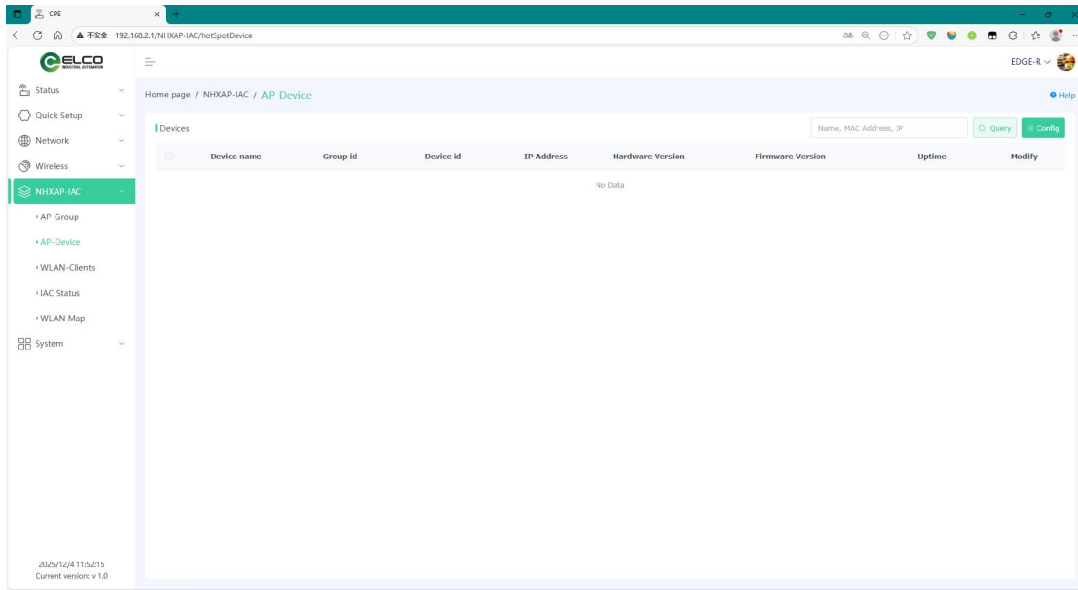 CPE
不安全 192.168.2.1/NHXAP-IAC/hotSpotDevice
ELCO
INDUSTRIAL AUTOMATION
EDGE-R
Status
Quick Setup
Network
Wireless
NHXAP-IAC
AP-Group
AP-Device
WLAN-Clients
IAC Status
WLAN Map
System
2025/12/4 11:52:15
Current version: v 1.0
Home page / NHXAP-IAC / AP Device
Help
Devices
Name, MAC Address, IP
Query
Config
Device name Group id Device id IP Address Hardware Version Firmware Version Uptime Modify
No Data